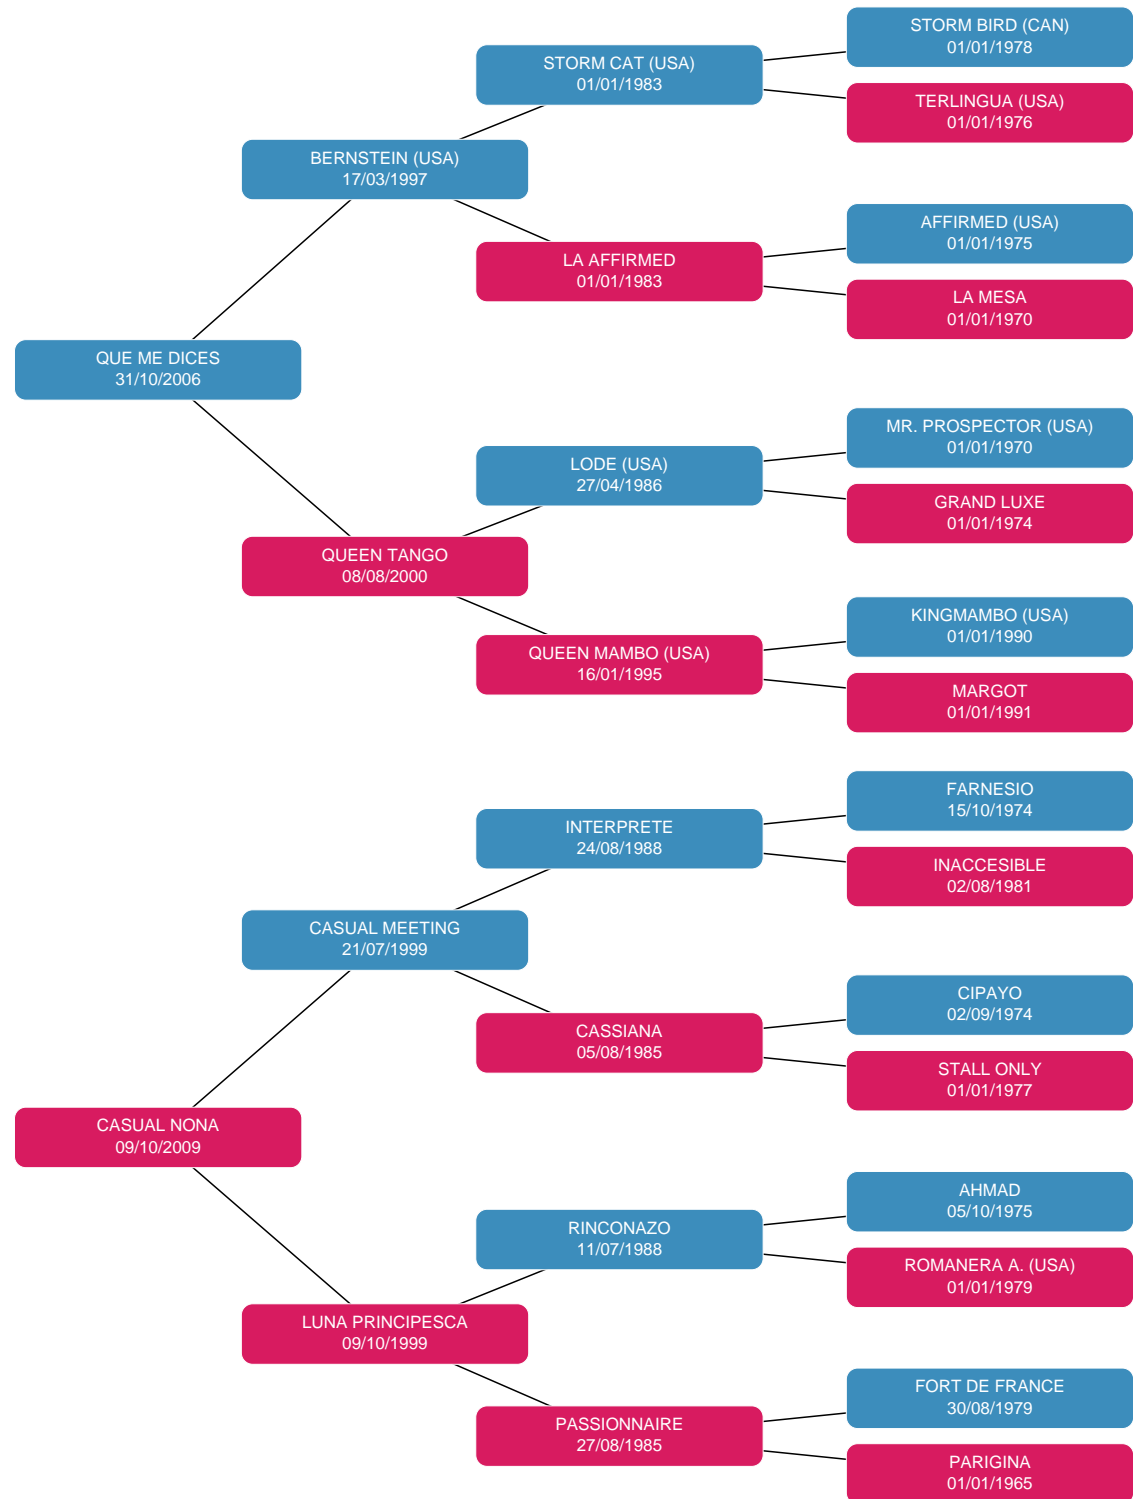 STORM BIRD (CAN)
01/01/1978
STORM CAT (USA)
01/01/1983
TERLINGUA (USA)
01/01/1976
BERNSTEIN (USA)
17/03/1997
AFFIRMED (USA)
01/01/1975
LA AFFIRMED
01/01/1983
LA MESA
01/01/1970
QUE ME DICES
31/10/2006
MR. PROSPECTOR (USA)
01/01/1970
LODE (USA)
27/04/1986
GRAND LUXE
01/01/1974
QUEEN TANGO
08/08/2000
KINGMAMBO (USA)
01/01/1990
QUEEN MAMBO (USA)
16/01/1995
MARGOT
01/01/1991
FARNESIO
15/10/1974
INTERPRETE
24/08/1988
INACCESIBLE
02/08/1981
CASUAL MEETING
21/07/1999
CIPAYO
02/09/1974
CASSIANA
05/08/1985
STALL ONLY
01/01/1977
CASUAL NONA
09/10/2009
AHMAD
05/10/1975
RINCONAZO
11/07/1988
ROMANERA A. (USA)
01/01/1979
LUNA PRINCIPESCA
09/10/1999
FORT DE FRANCE
30/08/1979
PASSIONNAIRE
27/08/1985
PARIGINA
01/01/1965